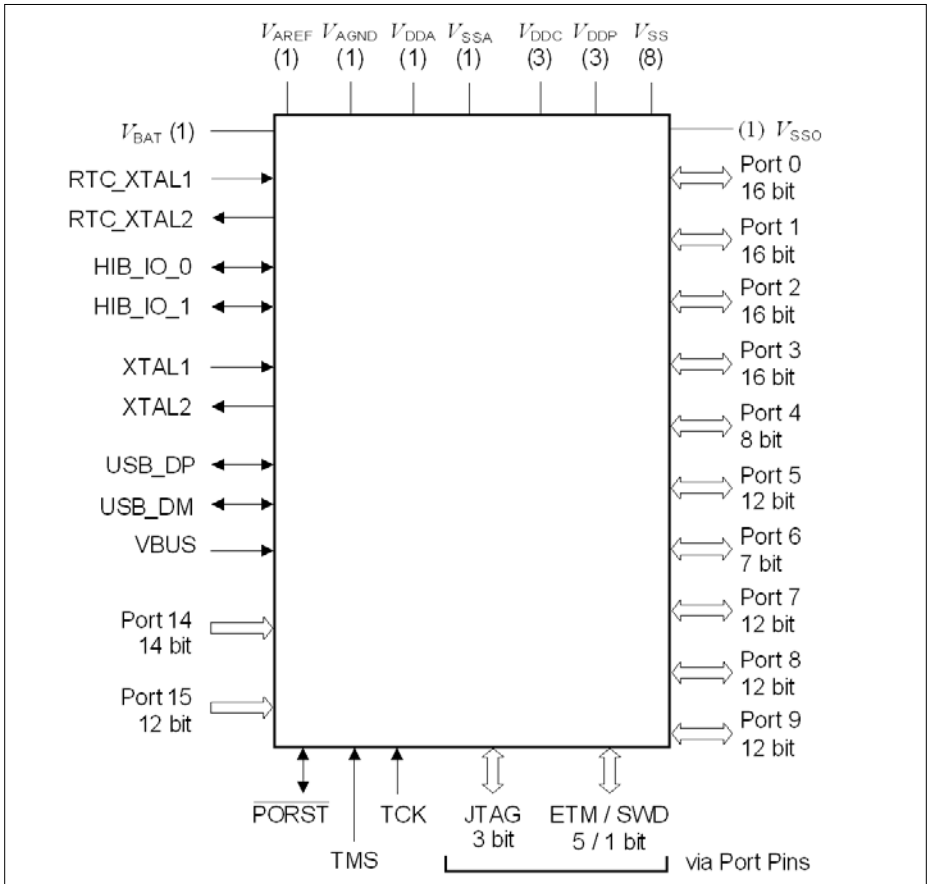 VAREF VAGND VDDA VSSA VDDC VDDP VSS
(1) (1) (1) (1) (3) (3) (8)
VBAT (1)
(1) VSSO
RTC_XTAL1
RTC_XTAL2
HIB_IO_0
HIB_IO_1
XTAL1
XTAL2
USB_DP
USB_DM
VBUS
Port 14
14 bit
Port 15
12 bit
Port 0
16 bit
Port 1
16 bit
Port 2
16 bit
Port 3
16 bit
Port 4
8 bit
Port 5
12 bit
Port 6
7 bit
Port 7
12 bit
Port 8
12 bit
Port 9
12 bit
PORST
TMS
TCK
JTAG
3 bit
ETM / SWD
5 / 1 bit
via Port Pins